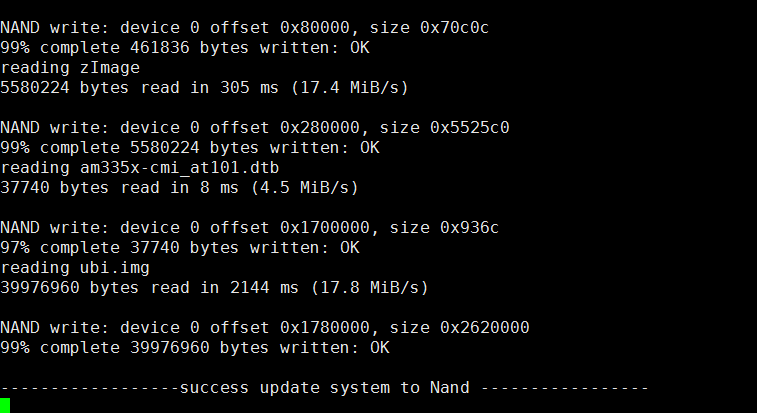 NAND write: device 0 offset 0x80000, size 0x70c0c
99% complete 461836 bytes written: OK
reading zImage
5580224 bytes read in 305 ms (17.4 MiB/s)
NAND write: device 0 offset 0x280000, size 0x5525c0
99% complete 5580224 bytes written: OK
reading am335x-cmi_at101.dtb
37740 bytes read in 8 ms (4.5 MiB/s)
NAND write: device 0 offset 0x1700000, size 0x936c
97% complete 37740 bytes written: OK
reading ubi.img
39976960 bytes read in 2144 ms (17.8 MiB/s)
NAND write: device 0 offset 0x1780000, size 0x2620000
99% complete 39976960 bytes written: OK
------------------success update system to Nand -----------------